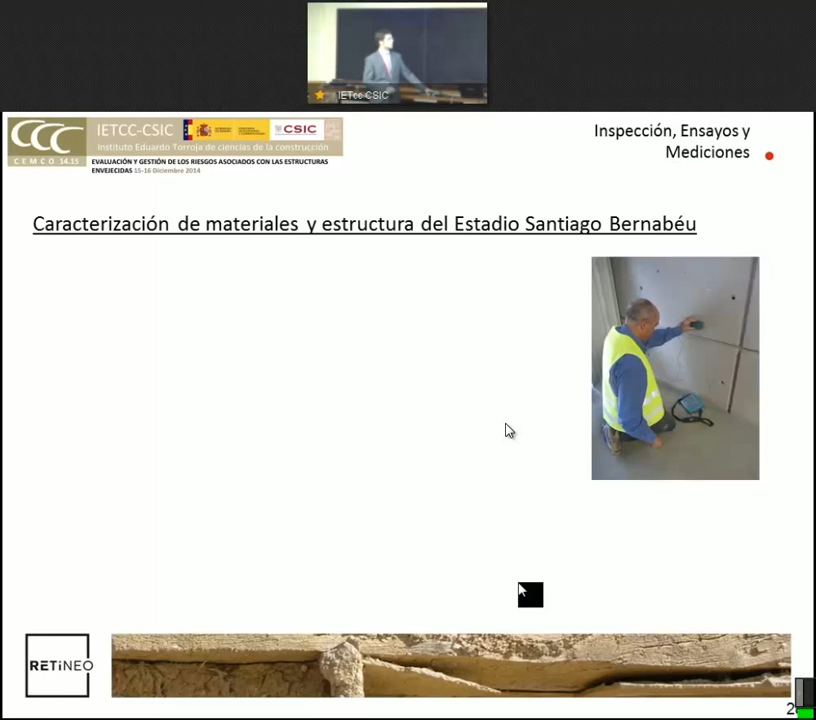 IETcc CSIC
CCC
CEMCO 14.15
IETCC-CSIC
CSIC
Instituto Eduardo Torroja de ciencias de la construcción
EVALUACIÓN Y GESTIÓN DE LOS RIESGOS ASOCIADOS CON LAS ESTRUCTURAS
ENVEJECIDAS 15-16 Diciembre 2014
Inspección, Ensayos y
Mediciones
Caracterización de materiales y estructura del Estadio Santiago Bernabéu
RETiNEO